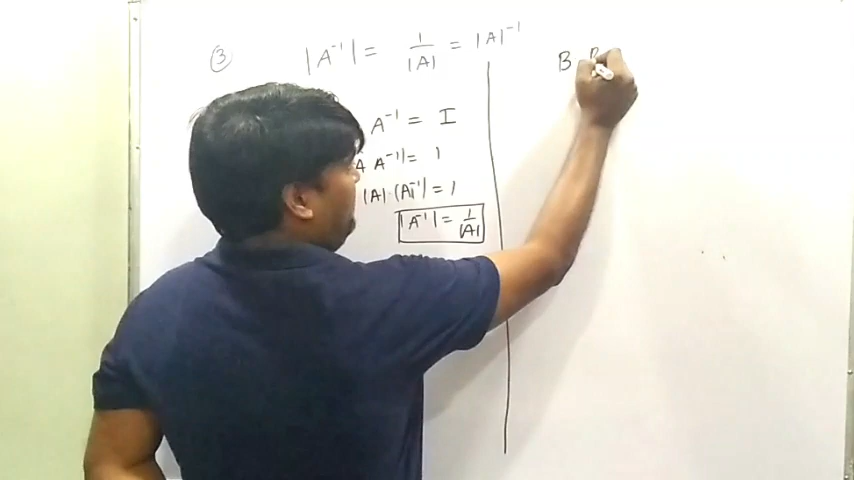 ③ |A⁻¹| = 1/|A| = |A|⁻¹
A⁻¹ = I
A A⁻¹| = 1
|A| · |A⁻¹| = 1
|A⁻¹| = 1/|A|
B B